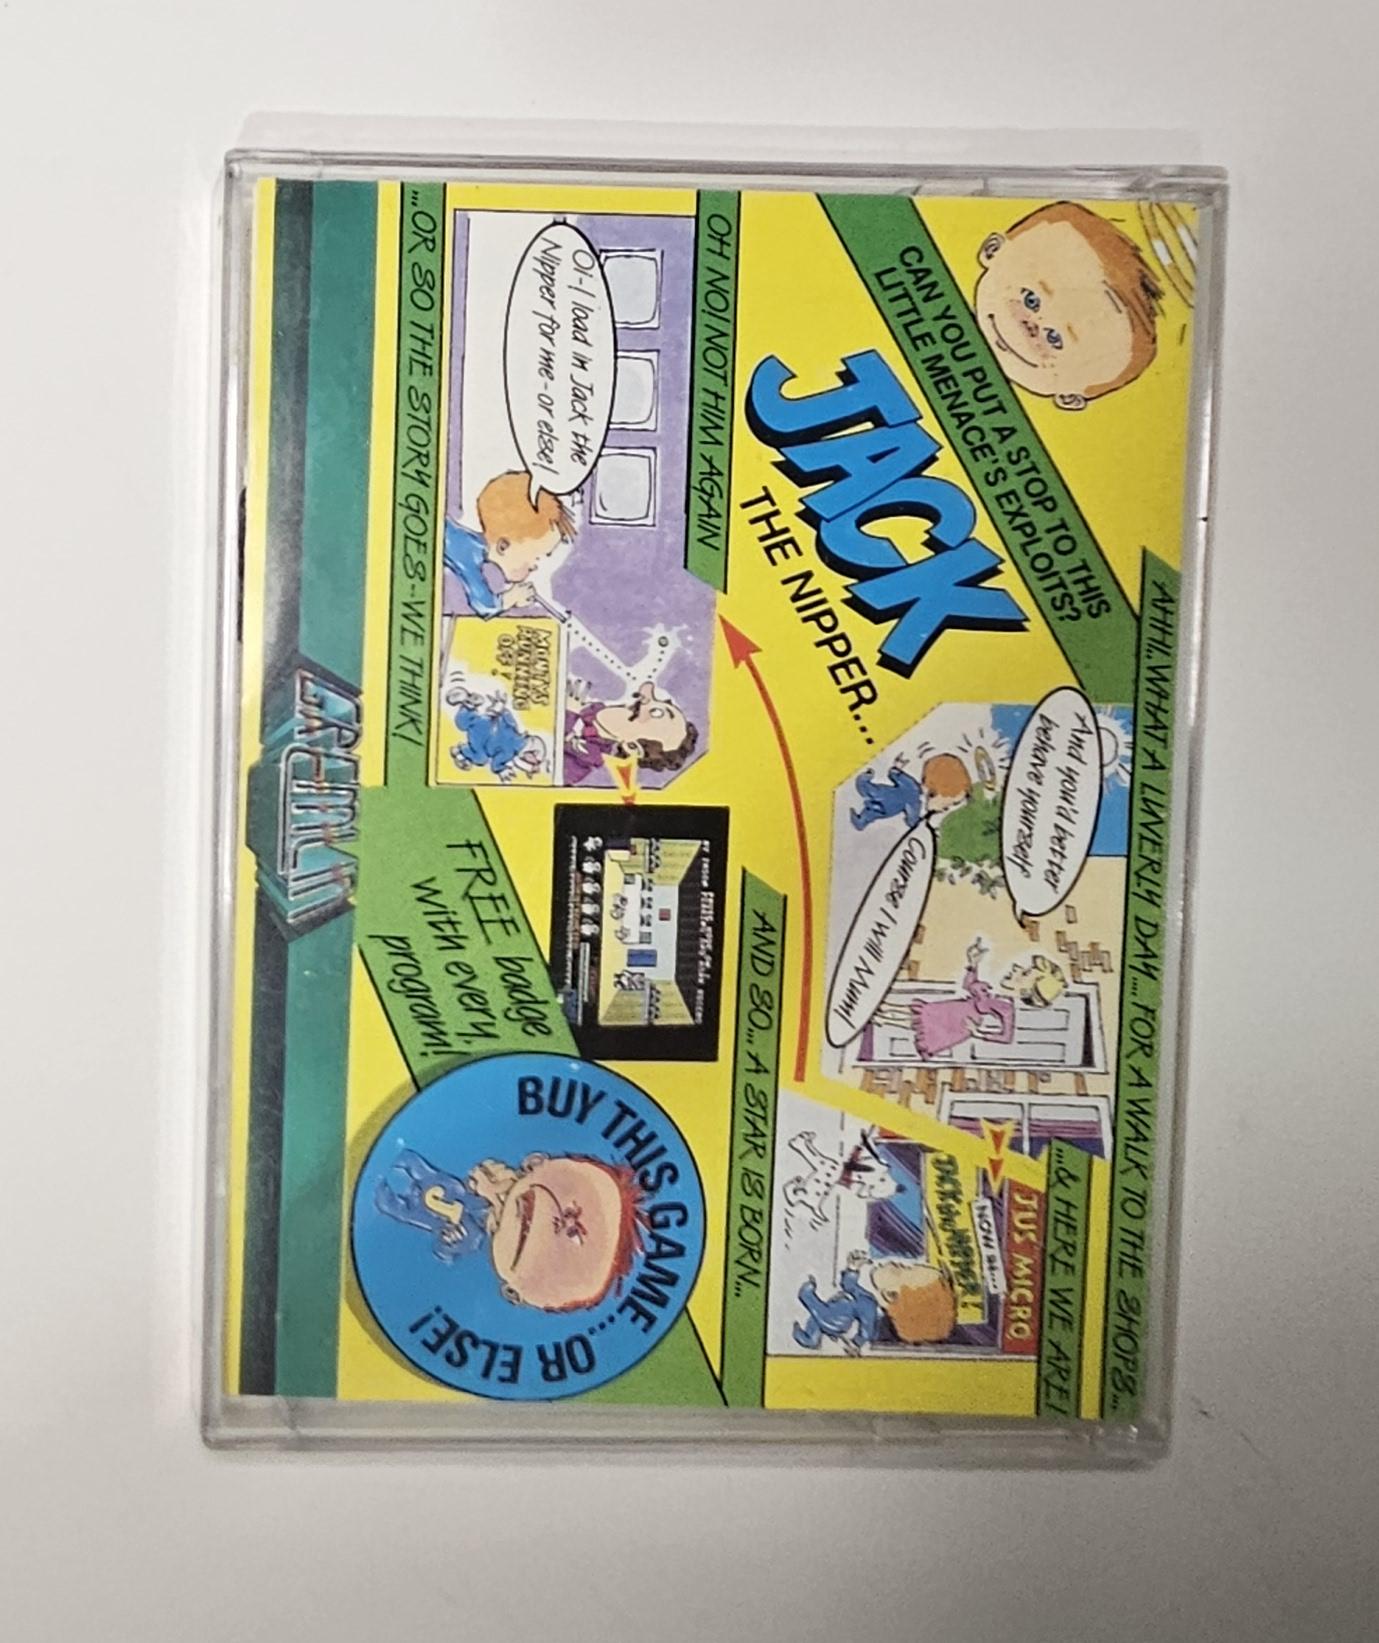 CAN YOU PUT A STOP TO THIS
LITTLE MENACE'S EXPLOITS?
JACK
THE NIPPER...
AHH!..WHAT A LUVERLY DAY.... FOR A WALK TO THE SHOPS...
And you'd better
behave yourself
Course I will Mum!
...& HERE WE ARE!
JUS MICRO
NOW IN....
JACK the NIPPER!
OH NO! NOT HIM AGAIN
Oi-I load in Jack the
Nipper for me-or else!
MONTY'S
RUNNING
OFF!
AND SO... A STAR IS BORN...
...OR SO THE STORY GOES-WE THINK!
FREE badge
with every
program!
BUY THIS GAME...OR ELSE!
GREMLIN